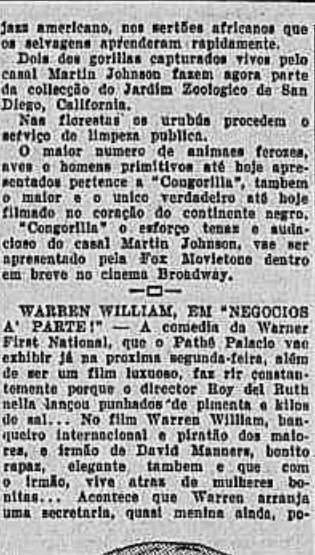 jazz americano, nos sertões africanos que
os selvagens aprenderam rapidamente.
Dois dos gorillas capturados vivos pelo
casal Martin Johnson fazem agora parte
da collecção do Jardim Zoologico de San
Diego, California.
Nas florestas os urubús procedem o
serviço de limpeza publica.
O maior numero de animaes ferozes,
aves o homens primitivos até hoje apre-
sentados pertence a "Congorilla", tambem
o maior e o unico verdadeiro até hoje
filmado no coração do continente negro.
"Congorilla" o esforço tenaz e auda-
cioso do casal Martin Johnson, vae ser
apresentado pela Fox Movietone dentro
em breve no cinema Broadway.
WARREN WILLIAM, EM "NEGOCIOS
A' PARTE!" — A comedia da Warner
First National, que o Pathé Palacio vae
exhibir já na proxima segunda-feira, além
de ser um film luxuoso, faz rir constan-
temente porque o director Roy del Ruth
nella lançou punhados de pimenta e kilos
de sal... No film Warren William, ban-
queiro internacional e piratão dos maio-
res, e irmão de David Manners, bonito
rapaz, elegante tambem e que com
o irmão, vive atraz de mulheres bo-
nitas... Acontece que Warren arranja
uma secretaria, quasi menina ainda, po-